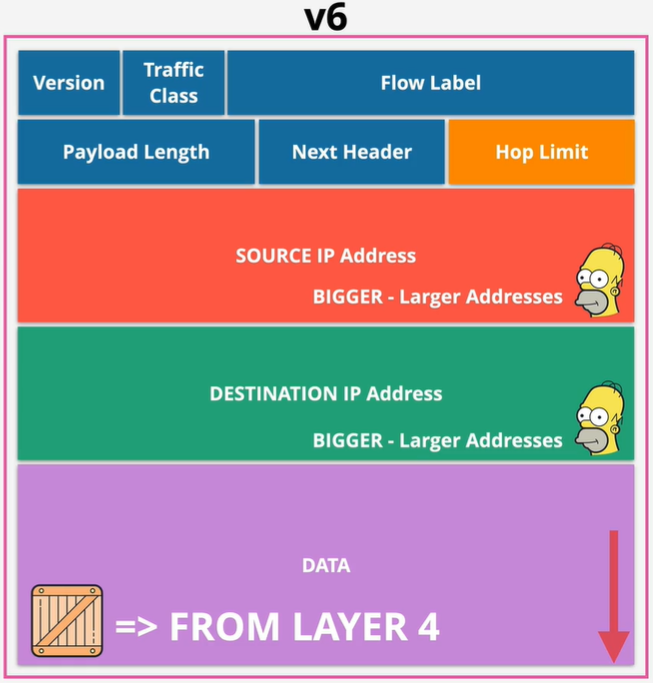 v6
Version
Traffic
Class
Flow Label
Payload Length
Next Header
Hop Limit
SOURCE IP Address
BIGGER - Larger Addresses
DESTINATION IP Address
BIGGER - Larger Addresses
DATA
=> FROM LAYER 4